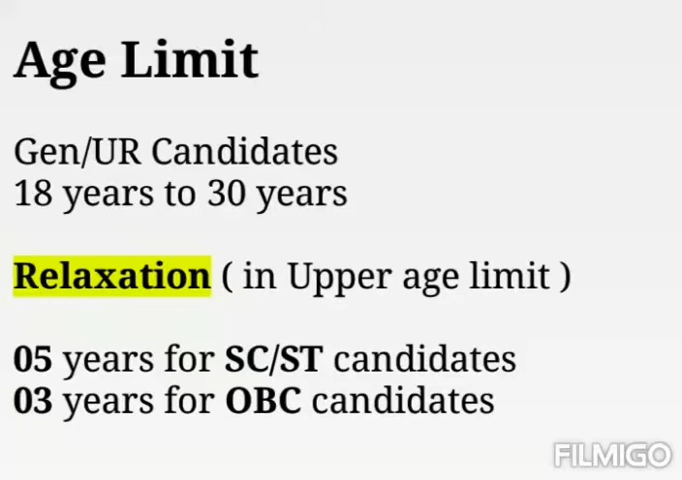 Age Limit
Gen/UR Candidates
18 years to 30 years
Relaxation ( in Upper age limit )
05 years for SC/ST candidates
03 years for OBC candidates
FILMIGO